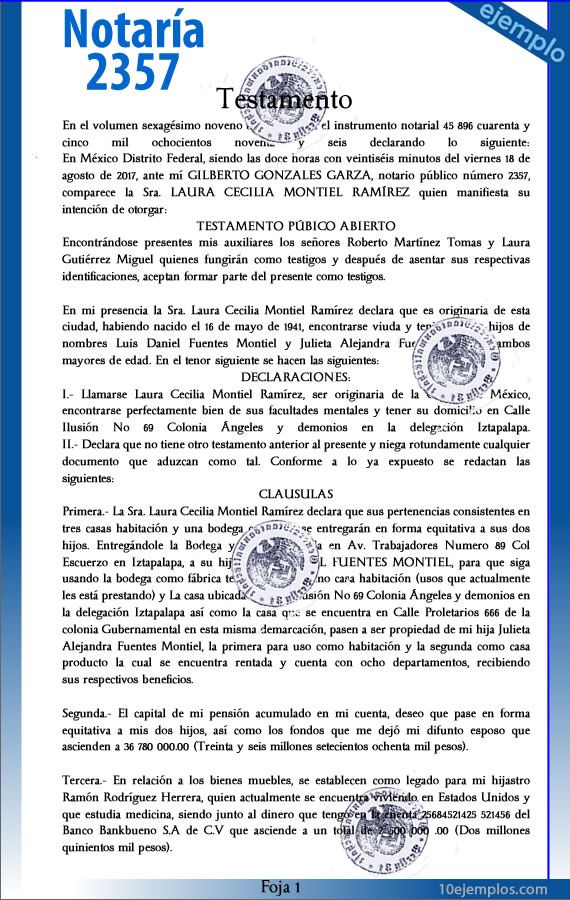 ejemplo
Notaría
2357
Testamento
En el volumen sexagésimo noveno el instrumento notarial 45 896 cuarenta y
cinco mil ochocientos noventa y seis declarando lo siguiente:
En México Distrito Federal, siendo las doce horas con veintiséis minutos del viernes 18 de
agosto de 2017, ante mí GILBERTO GONZALES GARZA, notario público número 2357,
comparece la Sra. LAURA CECILIA MONTIEL RAMÍREZ quien manifiesta su
intención de otorgar:
TESTAMENTO PÚBICO ABIERTO
Encontrándose presentes mis auxiliares los señores Roberto Martínez Tomas y Laura
Gutiérrez Miguel quienes fungirán como testigos y después de asentar sus respectivas
identificaciones, aceptan formar parte del presente como testigos.
En mi presencia la Sra. Laura Cecilia Montiel Ramírez declara que es originaria de esta
ciudad, habiendo nacido el 16 de mayo de 1941, encontrarse viuda y hijos de
nombres Luis Daniel Fuentes Montiel y Julieta Alejandra ambos
mayores de edad. En el tenor siguiente se hacen las siguientes:
DECLARACIONES:
I.- Llamarse Laura Cecilia Montiel Ramírez, ser originaria de la México,
encontrarse perfectamente bien de sus facultades mentales y tener su domicilio en Calle
Ilusión No 69 Colonia Ángeles y demonios en la delegación Iztapalapa.
II.- Declara que no tiene otro testamento anterior al presente y niega rotundamente cualquier
documento que aduzcan como tal. Conforme a lo ya expuesto se redactan las
siguientes:
CLAUSULAS
Primera.- La Sra. Laura Cecilia Montiel Ramírez declara que sus pertenencias consistentes en
tres casas habitación y una bodega se entregarán en forma equitativa a sus dos
hijos. Entregándole la Bodega y en Av. Trabajadores Numero 89 Col
Escuerzo en Iztapalapa, a su FUENTES MONTIEL, para que siga
usando la bodega como fábrica casa habitación (usos que actualmente
les está prestando) y La casa ubicada No 69 Colonia Ángeles y demonios en
la delegación Iztapalapa así como la casa que se encuentra en Calle Proletarios 666 de la
colonia Gubernamental en esta misma demarcación, pasen a ser propiedad de mi hija Julieta
Alejandra Fuentes Montiel, la primera para uso como habitación y la segunda como casa
producto la cual se encuentra rentada y cuenta con ocho departamentos, recibiendo
sus respectivos beneficios.
Segunda.- El capital de mi pensión acumulado en mi cuenta, deseo que pase en forma
equitativa a mis dos hijos, así como los fondos que me dejó mi difunto esposo que
ascienden a 36 780 000.00 (Treinta y seis millones setecientos ochenta mil pesos).
Tercera.- En relación a los bienes muebles, se establecen como legado para mi hijastro
Ramón Rodríguez Herrera, quien actualmente se encuentra viviendo en Estados Unidos y
que estudia medicina, siendo junto al dinero que tengo en la cuenta 25684521425 521456 del
Banco Bankbueno S.A de C.V que asciende a un total de 2 500 000 .00 (Dos millones
quinientos mil pesos).
Foja 1
10ejemplos.com